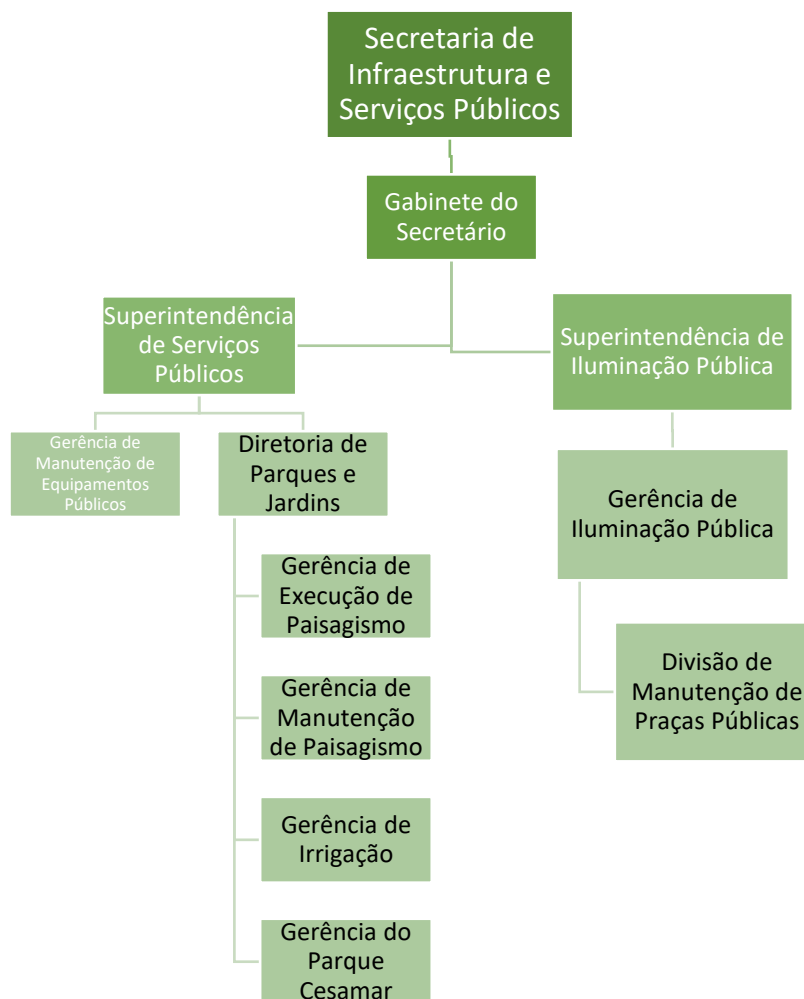 Secretaria de
Infraestrutura e
Serviços Públicos
Gabinete do
Secretário
Superintendência
de Serviços
Públicos
Superintendência de
Iluminação Pública
Gerência de
Manutenção de
Equipamentos
Públicos
Diretoria de
Parques e
Jardins
Gerência de
Iluminação Pública
Gerência de
Execução de
Paisagismo
Gerência de
Manutenção
de Paisagismo
Gerência de
Irrigação
Gerência do
Parque
Cesamar
Divisão de
Manutenção de
Praças Públicas